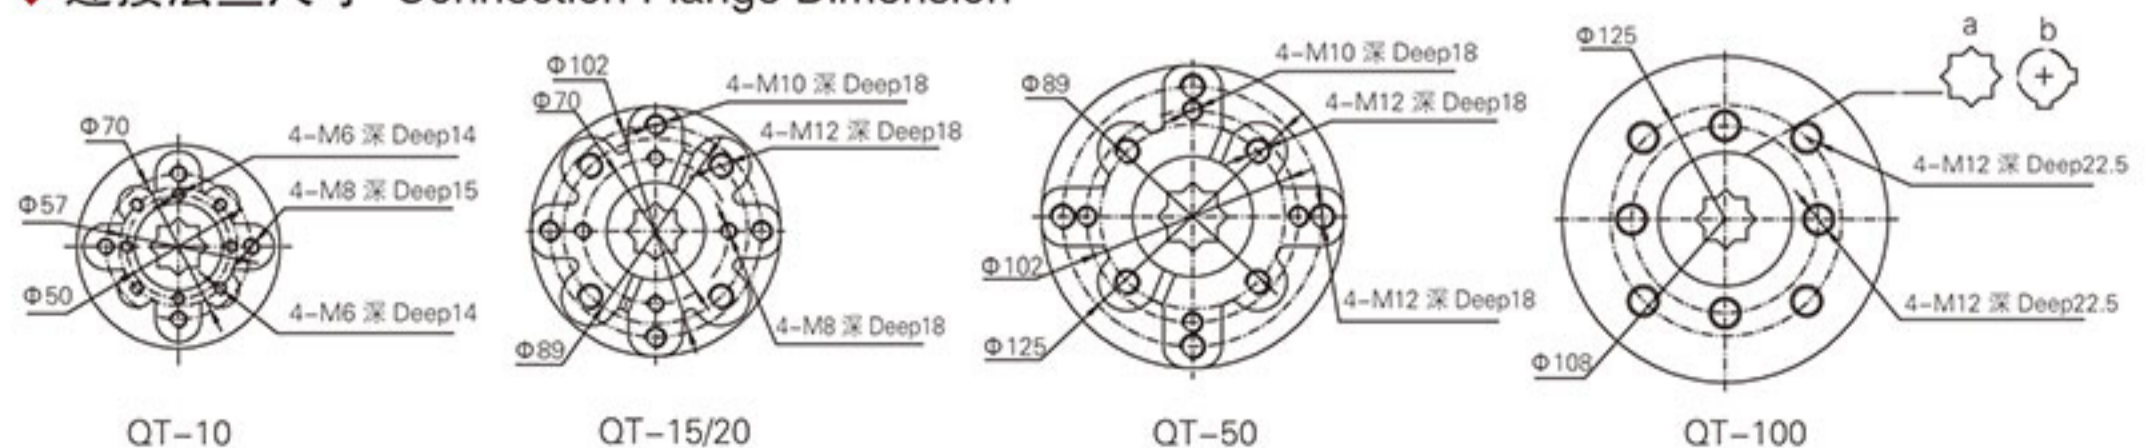 Connection Flange Dimension
Φ70
4-M6 深 Deep14
4-M8 深 Deep15
Φ57
Φ50
4-M6 深 Deep14
QT-10
Φ102
Φ70
4-M10 深 Deep18
4-M12 深 Deep18
4-M8 深 Deep18
Φ89
QT-15/20
Φ89
4-M10 深 Deep18
4-M12 深 Deep18
Φ102
4-M12 深 Deep18
Φ125
QT-50
Φ125
a
b
4-M12 深 Deep22.5
4-M12 深 Deep22.5
Φ108
QT-100